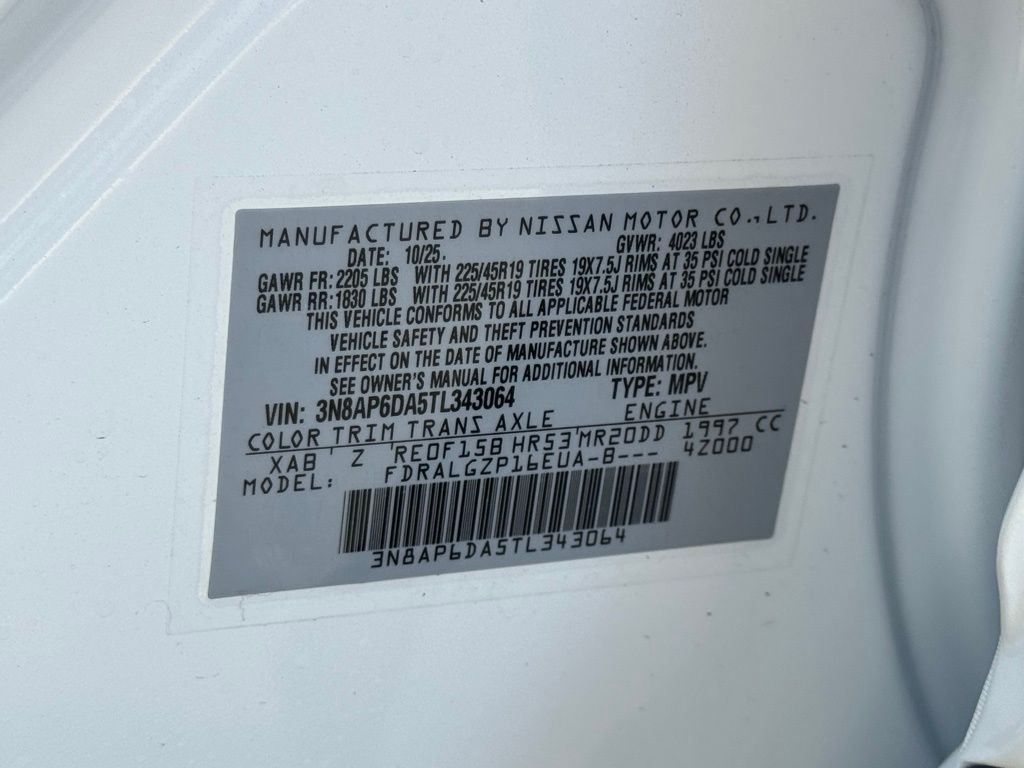 MANUFACTURED BY NISSAN MOTOR CO.,LTD.
DATE: 10/25. GVWR: 4023 LBS
GAWR FR: 2205 LBS WITH 225/45R19 TIRES 19X7.5J RIMS AT 35 PSI COLD SINGLE
GAWR RR: 1830 LBS WITH 225/45R19 TIRES 19X7.5J RIMS AT 35 PSI COLD SINGLE
THIS VEHICLE CONFORMS TO ALL APPLICABLE FEDERAL MOTOR
VEHICLE SAFETY AND THEFT PREVENTION STANDARDS
IN EFFECT ON THE DATE OF MANUFACTURE SHOWN ABOVE.
SEE OWNER'S MANUAL FOR ADDITIONAL INFORMATION.
VIN: 3N8AP6DA5TL343064 TYPE: MPV
COLOR TRIM TRANS AXLE ENGINE
XAB ' Z 'RE0F15B HR53'MR20DD 1997 CC
MODEL: FDRALGZP16EUA-B--- 4Z000
3N8AP6DA5TL343064